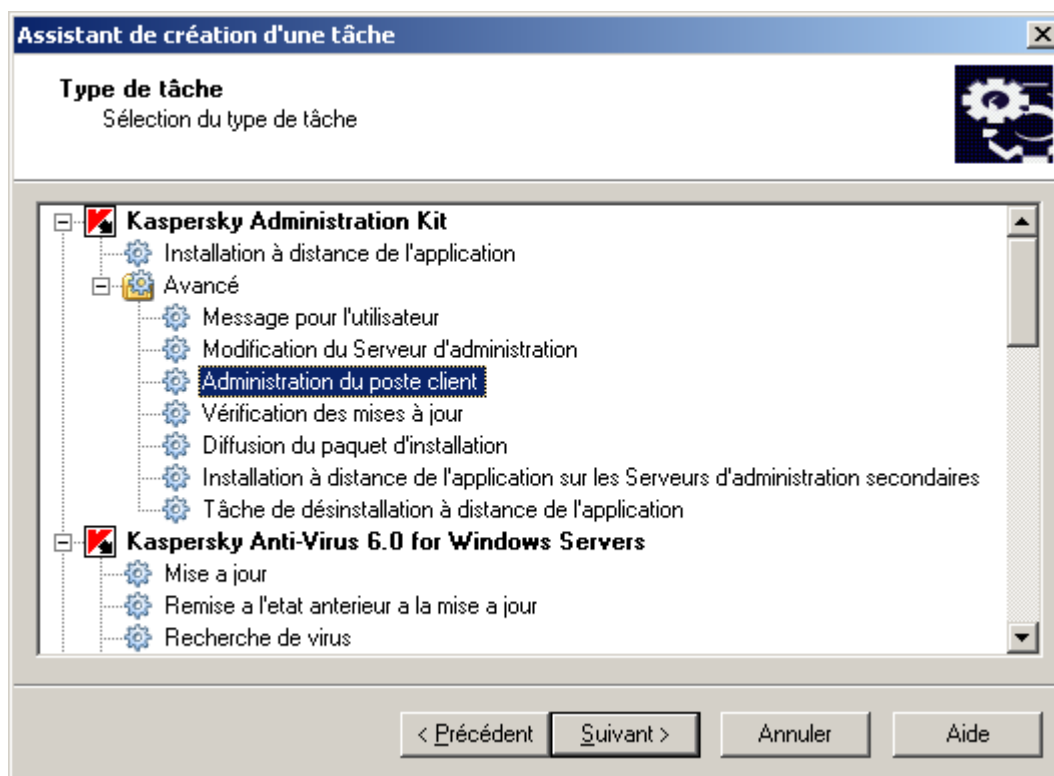 Assistant de création d'une tâche
Type de tâche
Sélection du type de tâche
Kaspersky Administration Kit
Installation à distance de l'application
Avancé
Message pour l'utilisateur
Modification du Serveur d'administration
Administration du poste client
Vérification des mises à jour
Diffusion du paquet d'installation
Installation à distance de l'application sur les Serveurs d'administration secondaires
Tâche de désinstallation à distance de l'application
Kaspersky Anti-Virus 6.0 for Windows Servers
Mise a jour
Remise a l'etat anterieur a la mise a jour
Recherche de virus
< Précédent Suivant > Annuler Aide